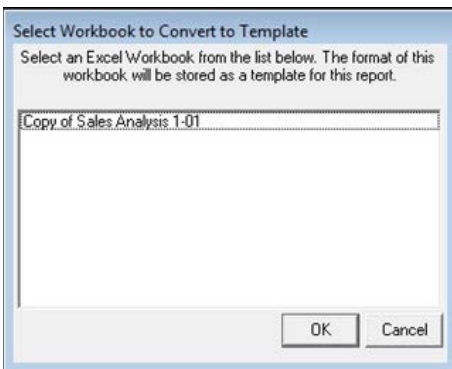 Select Workbook to Convert to Template
Select an Excel Workbook from the list below. The format of this
workbook will be stored as a template for this report.
Copy of Sales Analysis 1-01
OK Cancel